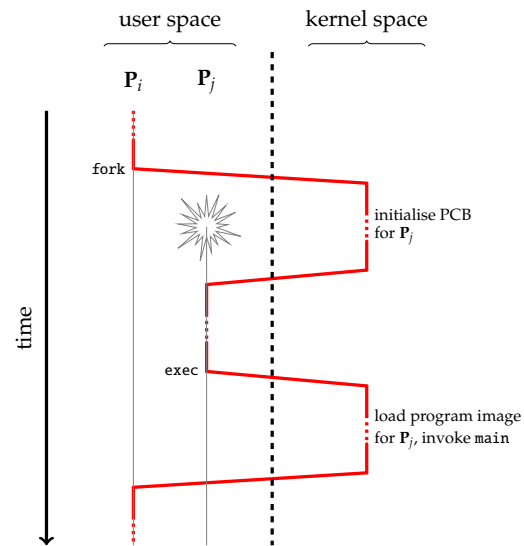 user space
kernel space
P_i
P_j
fork
initialise PCB
for P_j
time
exec
load program image
for P_j, invoke main